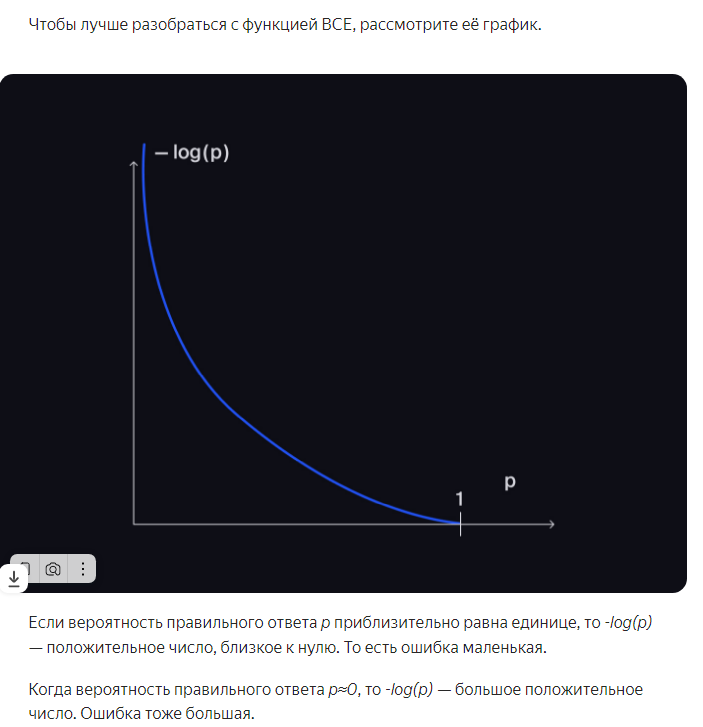 Чтобы лучше разобраться с функцией BCE, рассмотрите её график.
– log(p)
1
p
Если вероятность правильного ответа p приблизительно равна единице, то -log(p)
— положительное число, близкое к нулю. То есть ошибка маленькая.
Когда вероятность правильного ответа p≈0, то -log(p) — большое положительное
число. Ошибка тоже большая.